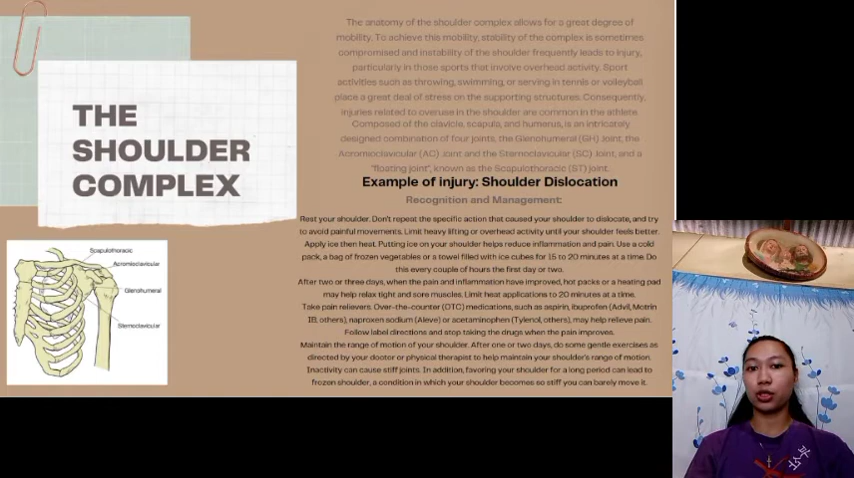 THE
SHOULDER
COMPLEX
The anatomy of the shoulder complex allows for a great degree of
mobility. To achieve this mobility, stability of the complex is sometimes
compromised and instability of the shoulder frequently leads to injury,
particularly in those sports that involve overhead activity. Sport
activities such as throwing, swimming, or serving in tennis or volleyball
place a great deal of stress on the supporting structures. Consequently,
injuries related to overuse in the shoulder are common in the athlete.
Composed of the clavicle, scapula, and humerus, is an intricately
designed combination of four joints, the Glenohumeral (GH) Joint, the
Acromioclavicular (AC) Joint and the Sternoclavicular (SC) Joint, and a
"floating joint", known as the Scapulothoracic (ST) joint.
Example of injury: Shoulder Dislocation
Recognition and Management:
Rest your shoulder. Don't repeat the specific action that caused your shoulder to dislocate, and try
to avoid painful movements. Limit heavy lifting or overhead activity until your shoulder feels better.
Apply ice then heat. Putting ice on your shoulder helps reduce inflammation and pain. Use a cold
pack, a bag of frozen vegetables or a towel filled with ice cubes for 15 to 20 minutes at a time. Do
this every couple of hours the first day or two.
After two or three days, when the pain and inflammation have improved, hot packs or a heating pad
may help relax tight and sore muscles. Limit heat applications to 20 minutes at a time.
Take pain relievers. Over-the-counter (OTC) medications, such as aspirin, ibuprofen (Advil, Motrin
IB, others), naproxen sodium (Aleve) or acetaminophen (Tylenol, others), may help relieve pain.
Follow label directions and stop taking the drugs when the pain improves.
Maintain the range of motion of your shoulder. After one or two days, do some gentle exercises as
directed by your doctor or physical therapist to help maintain your shoulder's range of motion.
Inactivity can cause stiff joints. In addition, favoring your shoulder for a long period can lead to
frozen shoulder, a condition in which your shoulder becomes so stiff you can barely move it.
Scapulothoracic
Acromioclavicular
Glenohumeral
Sternoclavicular